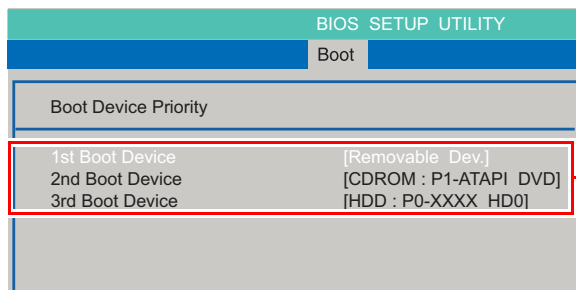 BIOS SETUP UTILITY
Boot
Boot Device Priority
1st Boot Device [Removable Dev.]
2nd Boot Device [CDROM : P1-ATAPI DVD]
3rd Boot Device [HDD : P0-XXXX HD0]